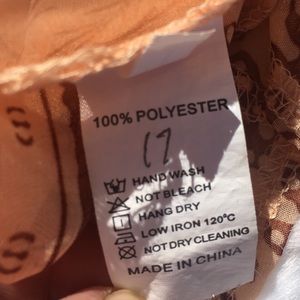 100% POLYESTER
17
HAND WASH
NOT BLEACH
HANG DRY
LOW IRON 120°C
NOT DRY CLEANING
MADE IN CHINA